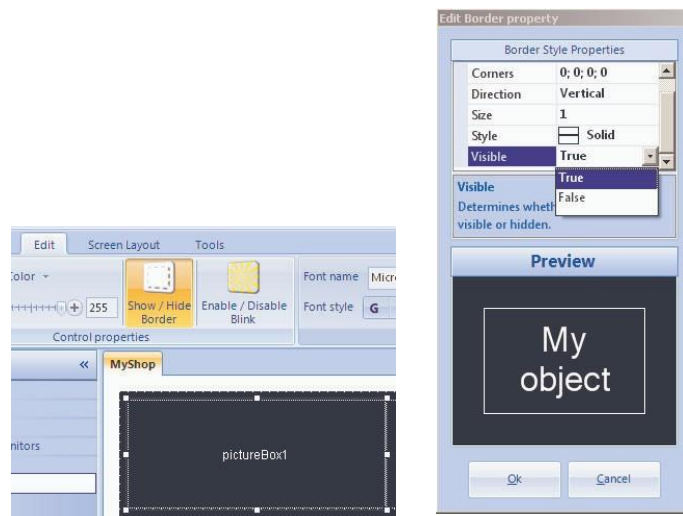 Edit Screen Layout Tools
Color
255
Show / Hide
Border
Enable / Disable
Blink
Font name Micro
Font style G
Control properties
«
MyShop
nitors
pictureBox1
Edit Border property
Border Style Properties
Corners 0; 0; 0; 0
Direction Vertical
Size 1
Style Solid
Visible True
True
False
Visible
Determines wheth
visible or hidden.
Preview
My
object
Ok Cancel